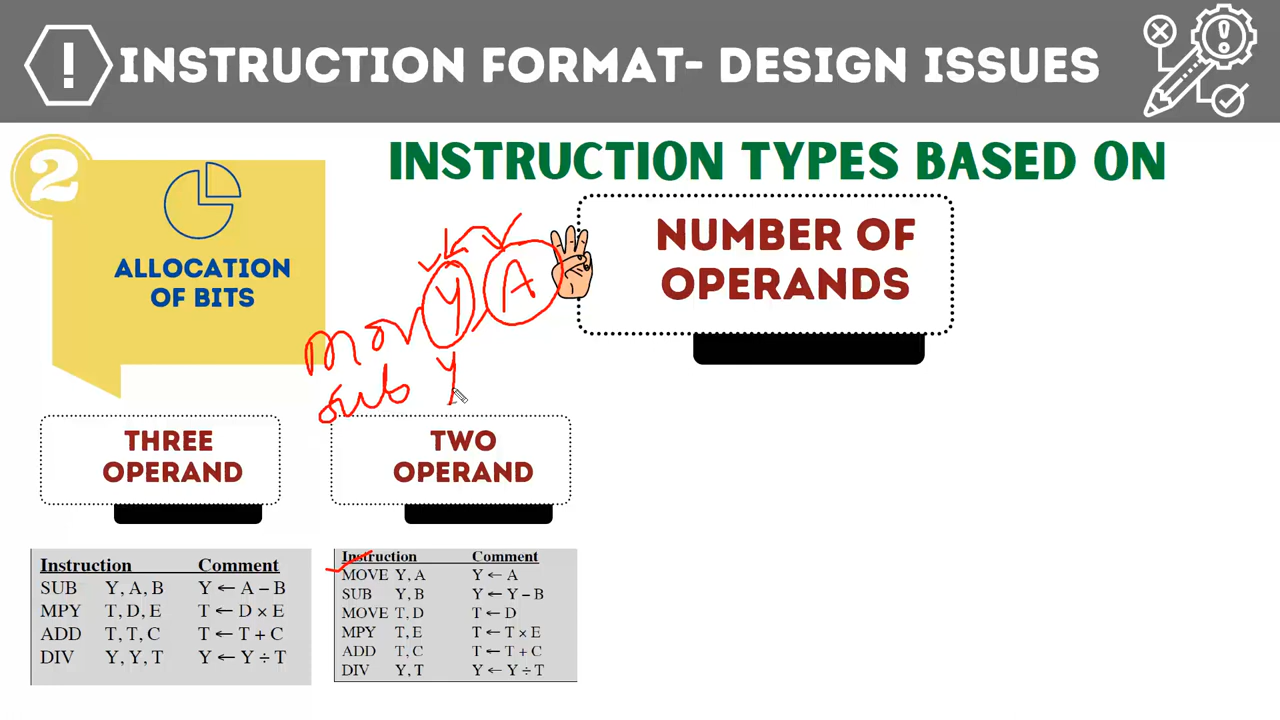 INSTRUCTION FORMAT- DESIGN ISSUES
2
INSTRUCTION TYPES BASED ON
ALLOCATION
OF BITS
NUMBER OF
OPERANDS
Mov Y, A
Sub Y
THREE
OPERAND
TWO
OPERAND
Instruction Comment
SUB Y, A, B Y ← A – B
MPY T, D, E T ← D × E
ADD T, T, C T ← T + C
DIV Y, Y, T Y ← Y ÷ T
Instruction Comment
MOVE Y, A Y ← A
SUB Y, B Y ← Y – B
MOVE T, D T ← D
MPY T, E T ← T × E
ADD T, C T ← T + C
DIV Y, T Y ← Y ÷ T